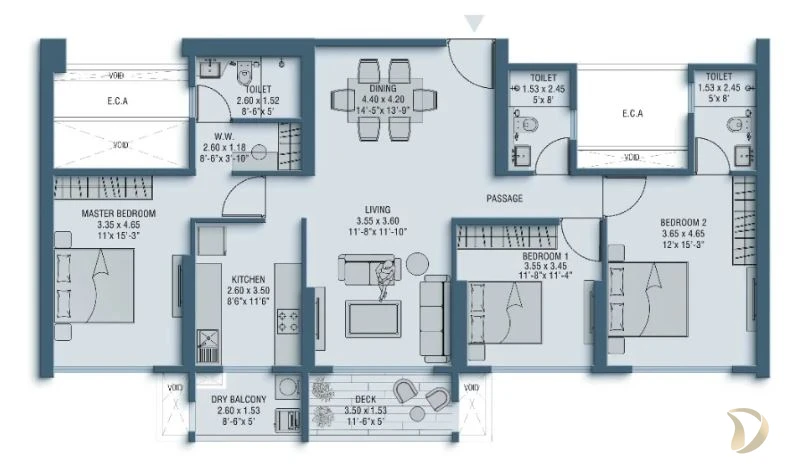 VOID
E.C.A
VOID
TOILET
2.60 x 1.52
8'-6"x 5'
W.W.
2.60 x 1.18
8'-6"x 3'-10"
DINING
4.40 x 4.20
14'-5"x 13'-9"
TOILET
1.53 x 2.45
5'x 8'
E.C.A
VOID
TOILET
1.53 x 2.45
5'x 8'
MASTER BEDROOM
3.35 x 4.65
11'x 15'-3"
KITCHEN
2.60 x 3.50
8'6"x 11'6"
LIVING
3.55 x 3.60
11'-8"x 11'-10"
PASSAGE
BEDROOM 1
3.55 x 3.45
11'-8"x 11'-4"
BEDROOM 2
3.65 x 4.65
12'x 15'-3"
VOID
DRY BALCONY
2.60 x 1.53
8'-6"x 5'
DECK
3.50 x 1.53
11'-6"x 5'
VOID